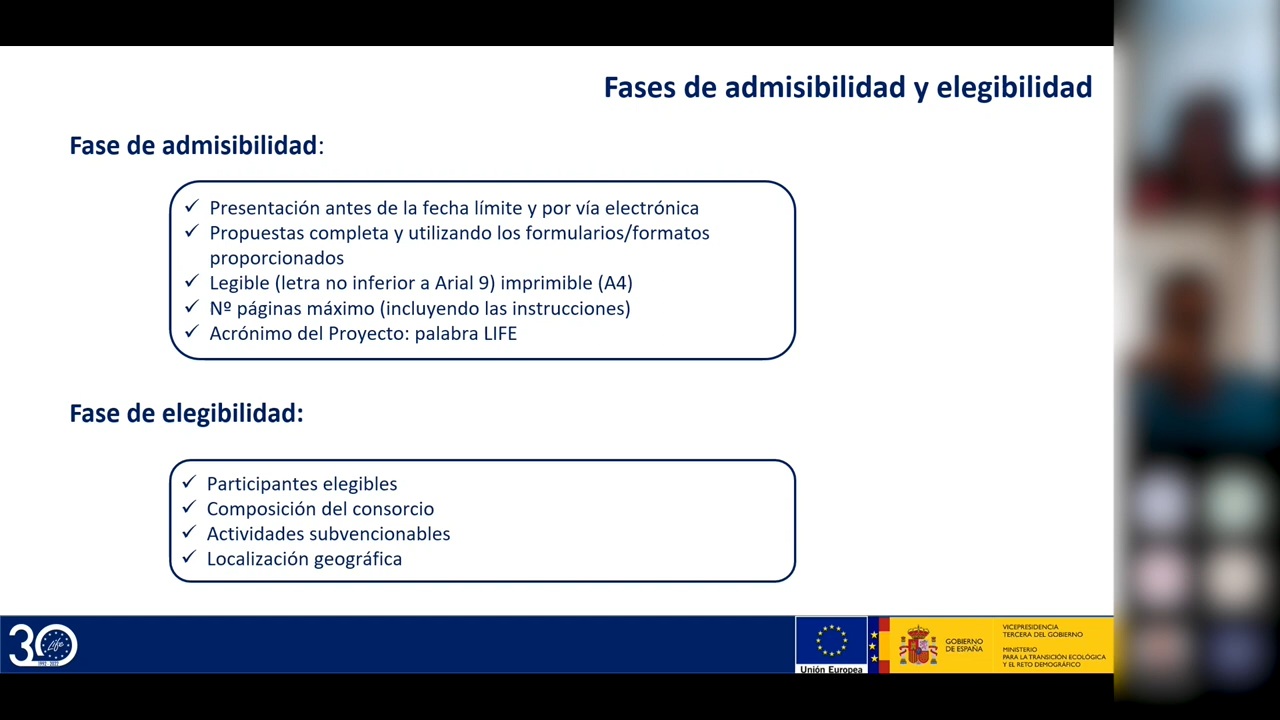 Fases de admisibilidad y elegibilidad
Fase de admisibilidad:
✓ Presentación antes de la fecha límite y por vía electrónica
✓ Propuestas completa y utilizando los formularios/formatos
proporcionados
✓ Legible (letra no inferior a Arial 9) imprimible (A4)
✓ Nº páginas máximo (incluyendo las instrucciones)
✓ Acrónimo del Proyecto: palabra LIFE
Fase de elegibilidad:
✓ Participantes elegibles
✓ Composición del consorcio
✓ Actividades subvencionables
✓ Localización geográfica
30
Life
Unión Europea
GOBIERNO
DE ESPAÑA
VICEPRESIDENCIA
TERCERA DEL GOBIERNO
MINISTERIO
PARA LA TRANSICIÓN ECOLÓGICA
Y EL RETO DEMOGRÁFICO